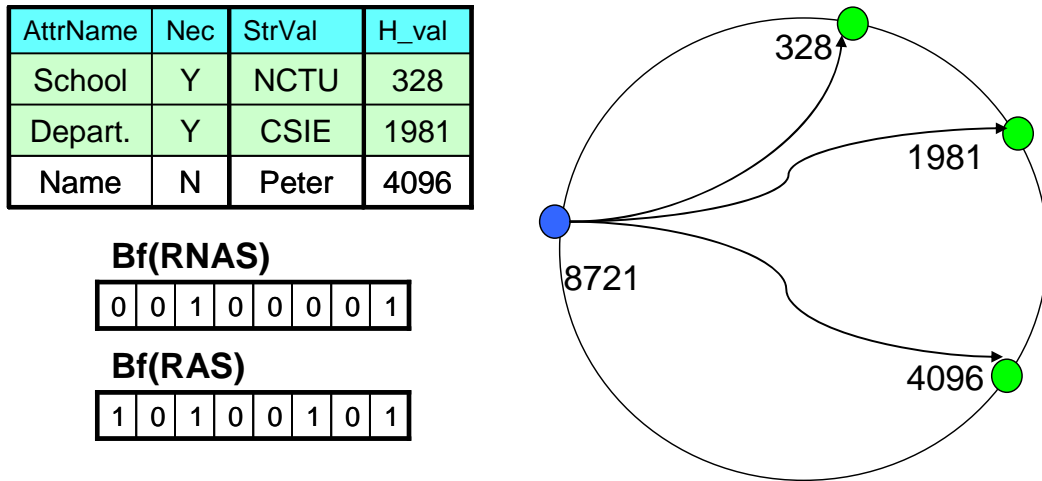 AttrName Nec StrVal H_val
School Y NCTU 328
Depart. Y CSIE 1981
Name N Peter 4096
Bf(RNAS)
0 0 1 0 0 0 0 1
Bf(RAS)
1 0 1 0 0 1 0 1
328
1981
8721
4096